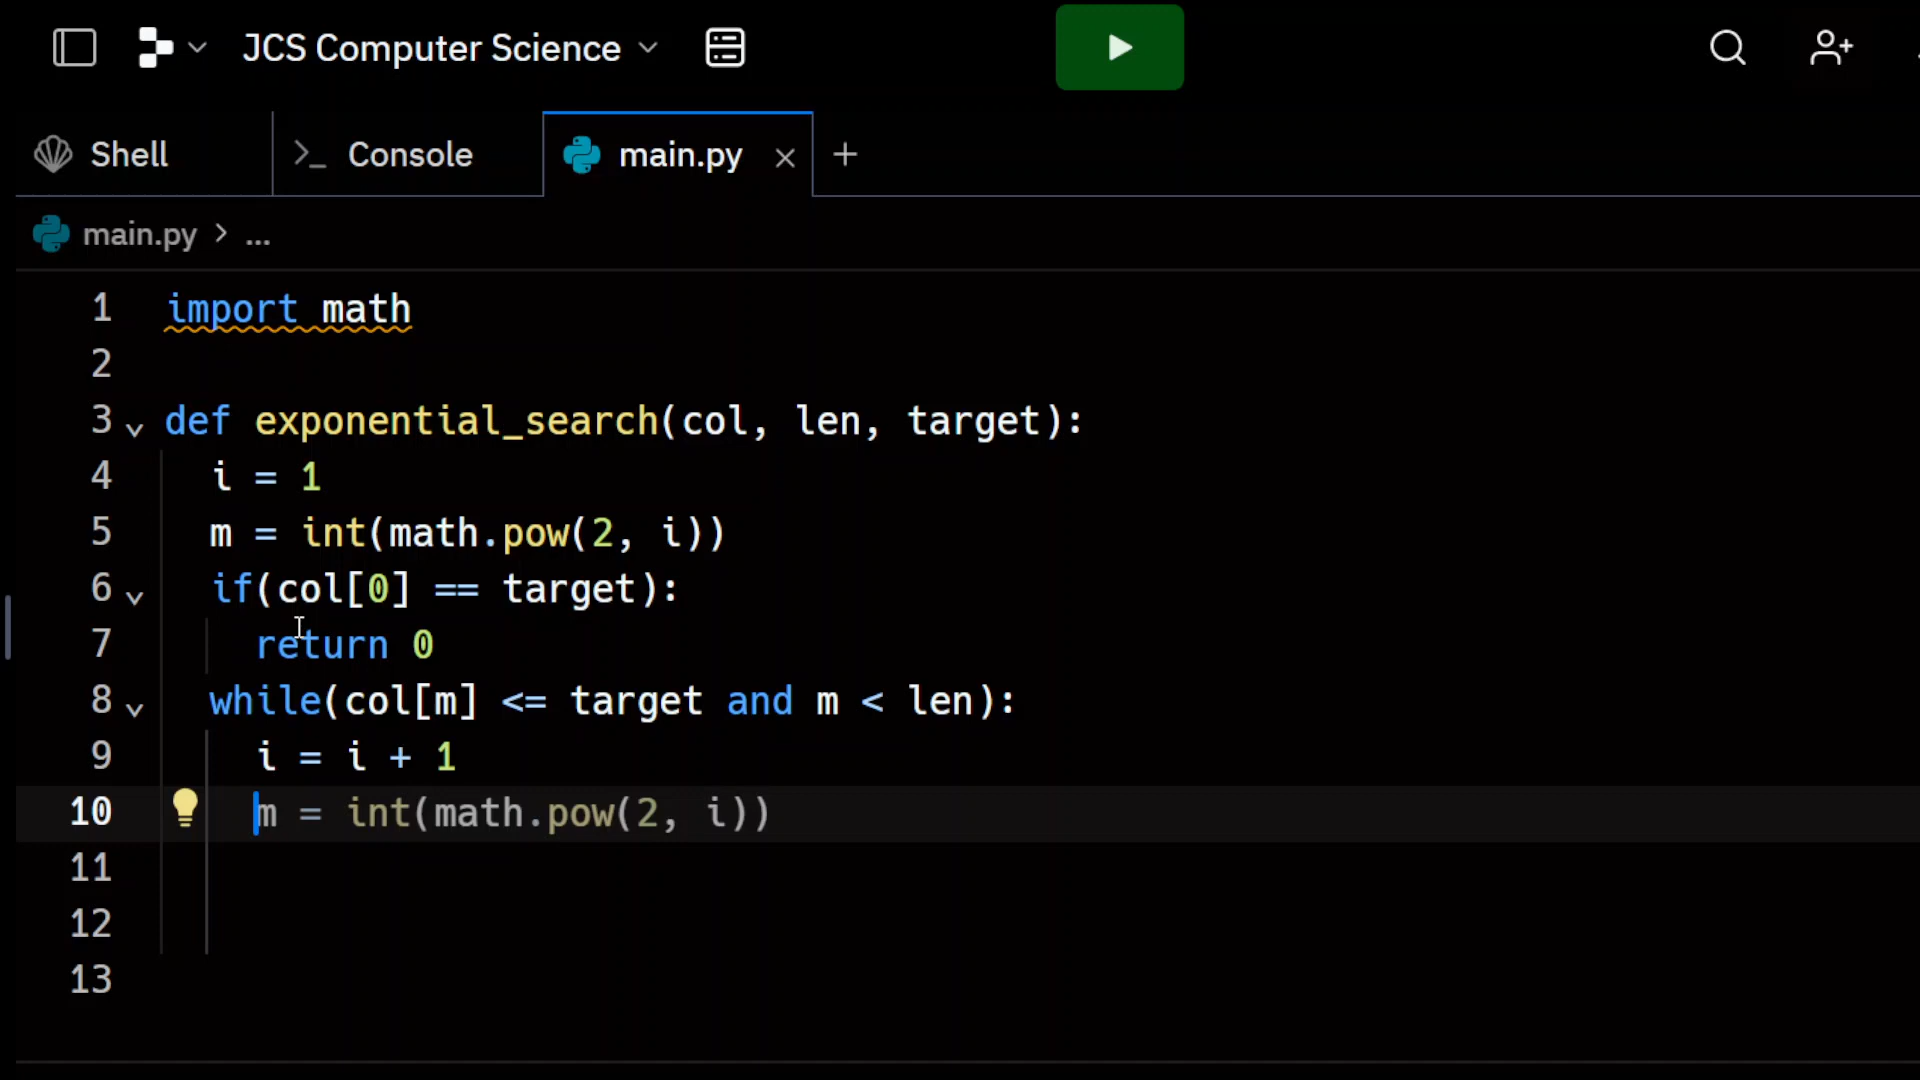 JCS Computer Science
Shell
Console
main.py
main.py > ...
1 import math
2
3 def exponential_search(col, len, target):
4 i = 1
5 m = int(math.pow(2, i))
6 if(col[0] == target):
7 return 0
8 while(col[m] <= target and m < len):
9 i = i + 1
10 m = int(math.pow(2, i))
11
12
13